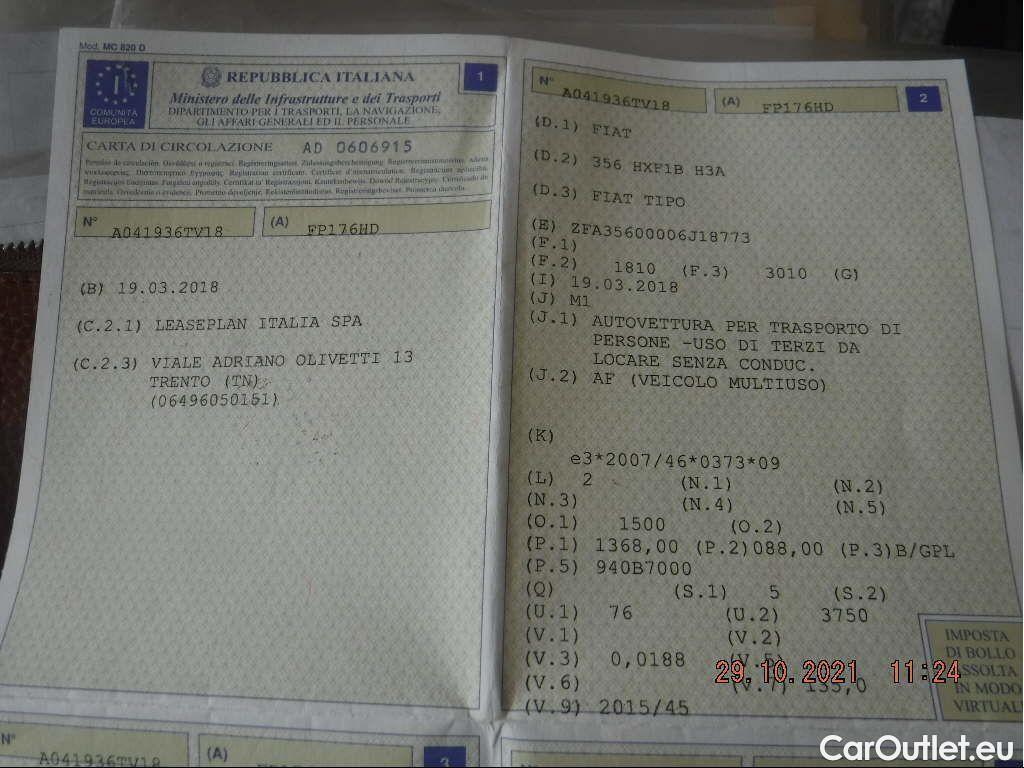 Mod. MC 820 D
I
COMUNITÀ
EUROPEA
REPUBBLICA ITALIANA
1
Ministero delle Infrastrutture e dei Trasporti
DIPARTIMENTO PER I TRASPORTI, LA NAVIGAZIONE,
GLI AFFARI GENERALI ED IL PERSONALE
CARTA DI CIRCOLAZIONE AD 0606915
N° A041936TV18 (A) FP176HD
(B) 19.03.2018
(C.2.1) LEASEPLAN ITALIA SPA
(C.2.3) VIALE ADRIANO OLIVETTI 13
TRENTO (TN)
(06496050151)
N° A041936TV18 (A) FP176HD 2
(D.1) FIAT
(D.2) 356 HXF1B H3A
(D.3) FIAT TIPO
(E) ZFA35600006J18773
(F.1)
(F.2) 1810 (F.3) 3010 (G)
(I) 19.03.2018
(J) M1
(J.1) AUTOVETTURA PER TRASPORTO DI
PERSONE -USO DI TERZI DA
LOCARE SENZA CONDUC.
(J.2) AF (VEICOLO MULTIUSO)
(K)
e3*2007/46*0373*09
(L) 2 (N.1) (N.2)
(N.3) (N.4) (N.5)
(O.1) 1500 (O.2)
(P.1) 1368,00 (P.2)088,00 (P.3)B/GPL
(P.5) 940B7000
(Q) (S.1) 5 (S.2)
(U.1) 76 (U.2) 3750
(V.1) (V.2)
(V.3) 0,0188 (V.5)
(V.6) (V.7) 135,0
(V.9) 2015/45
IMPOSTA
DI BOLLO
ASSOLTA
IN MODO
VIRTUALE
29.10.2021 11:24
N° A041936TV18 (A) 3
CarOutlet.eu